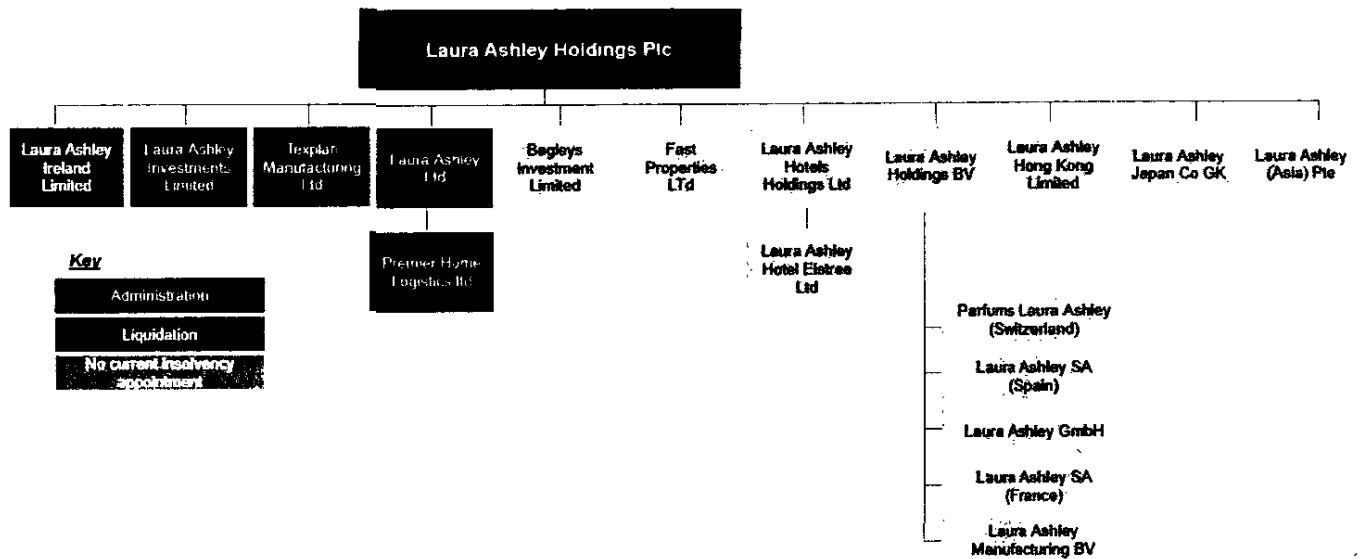 Laura Ashley Holdings Plc
Laura Ashley
Ireland
Limited
Laura Ashley
Investments
Limited
Texplan
Manufacturing
Ltd
Laura Ashley
Ltd
Begleys
Investment
Limited
Fast
Properties
LTd
Laura Ashley
Hotels
Holdings Ltd
Laura Ashley
Holdings BV
Laura Ashley
Hong Kong
Limited
Laura Ashley
Japan Co GK
Laura Ashley
(Asia) Pte
Premier Home
Logistics ltd
Laura Ashley
Hotel Elstree
Ltd
Key
Administration
Liquidation
No current insolvency
appointment
Parfums Laura Ashley
(Switzerland)
Laura Ashley SA
(Spain)
Laura Ashley GmbH
Laura Ashley SA
(France)
Laura Ashley
Manufacturing BV